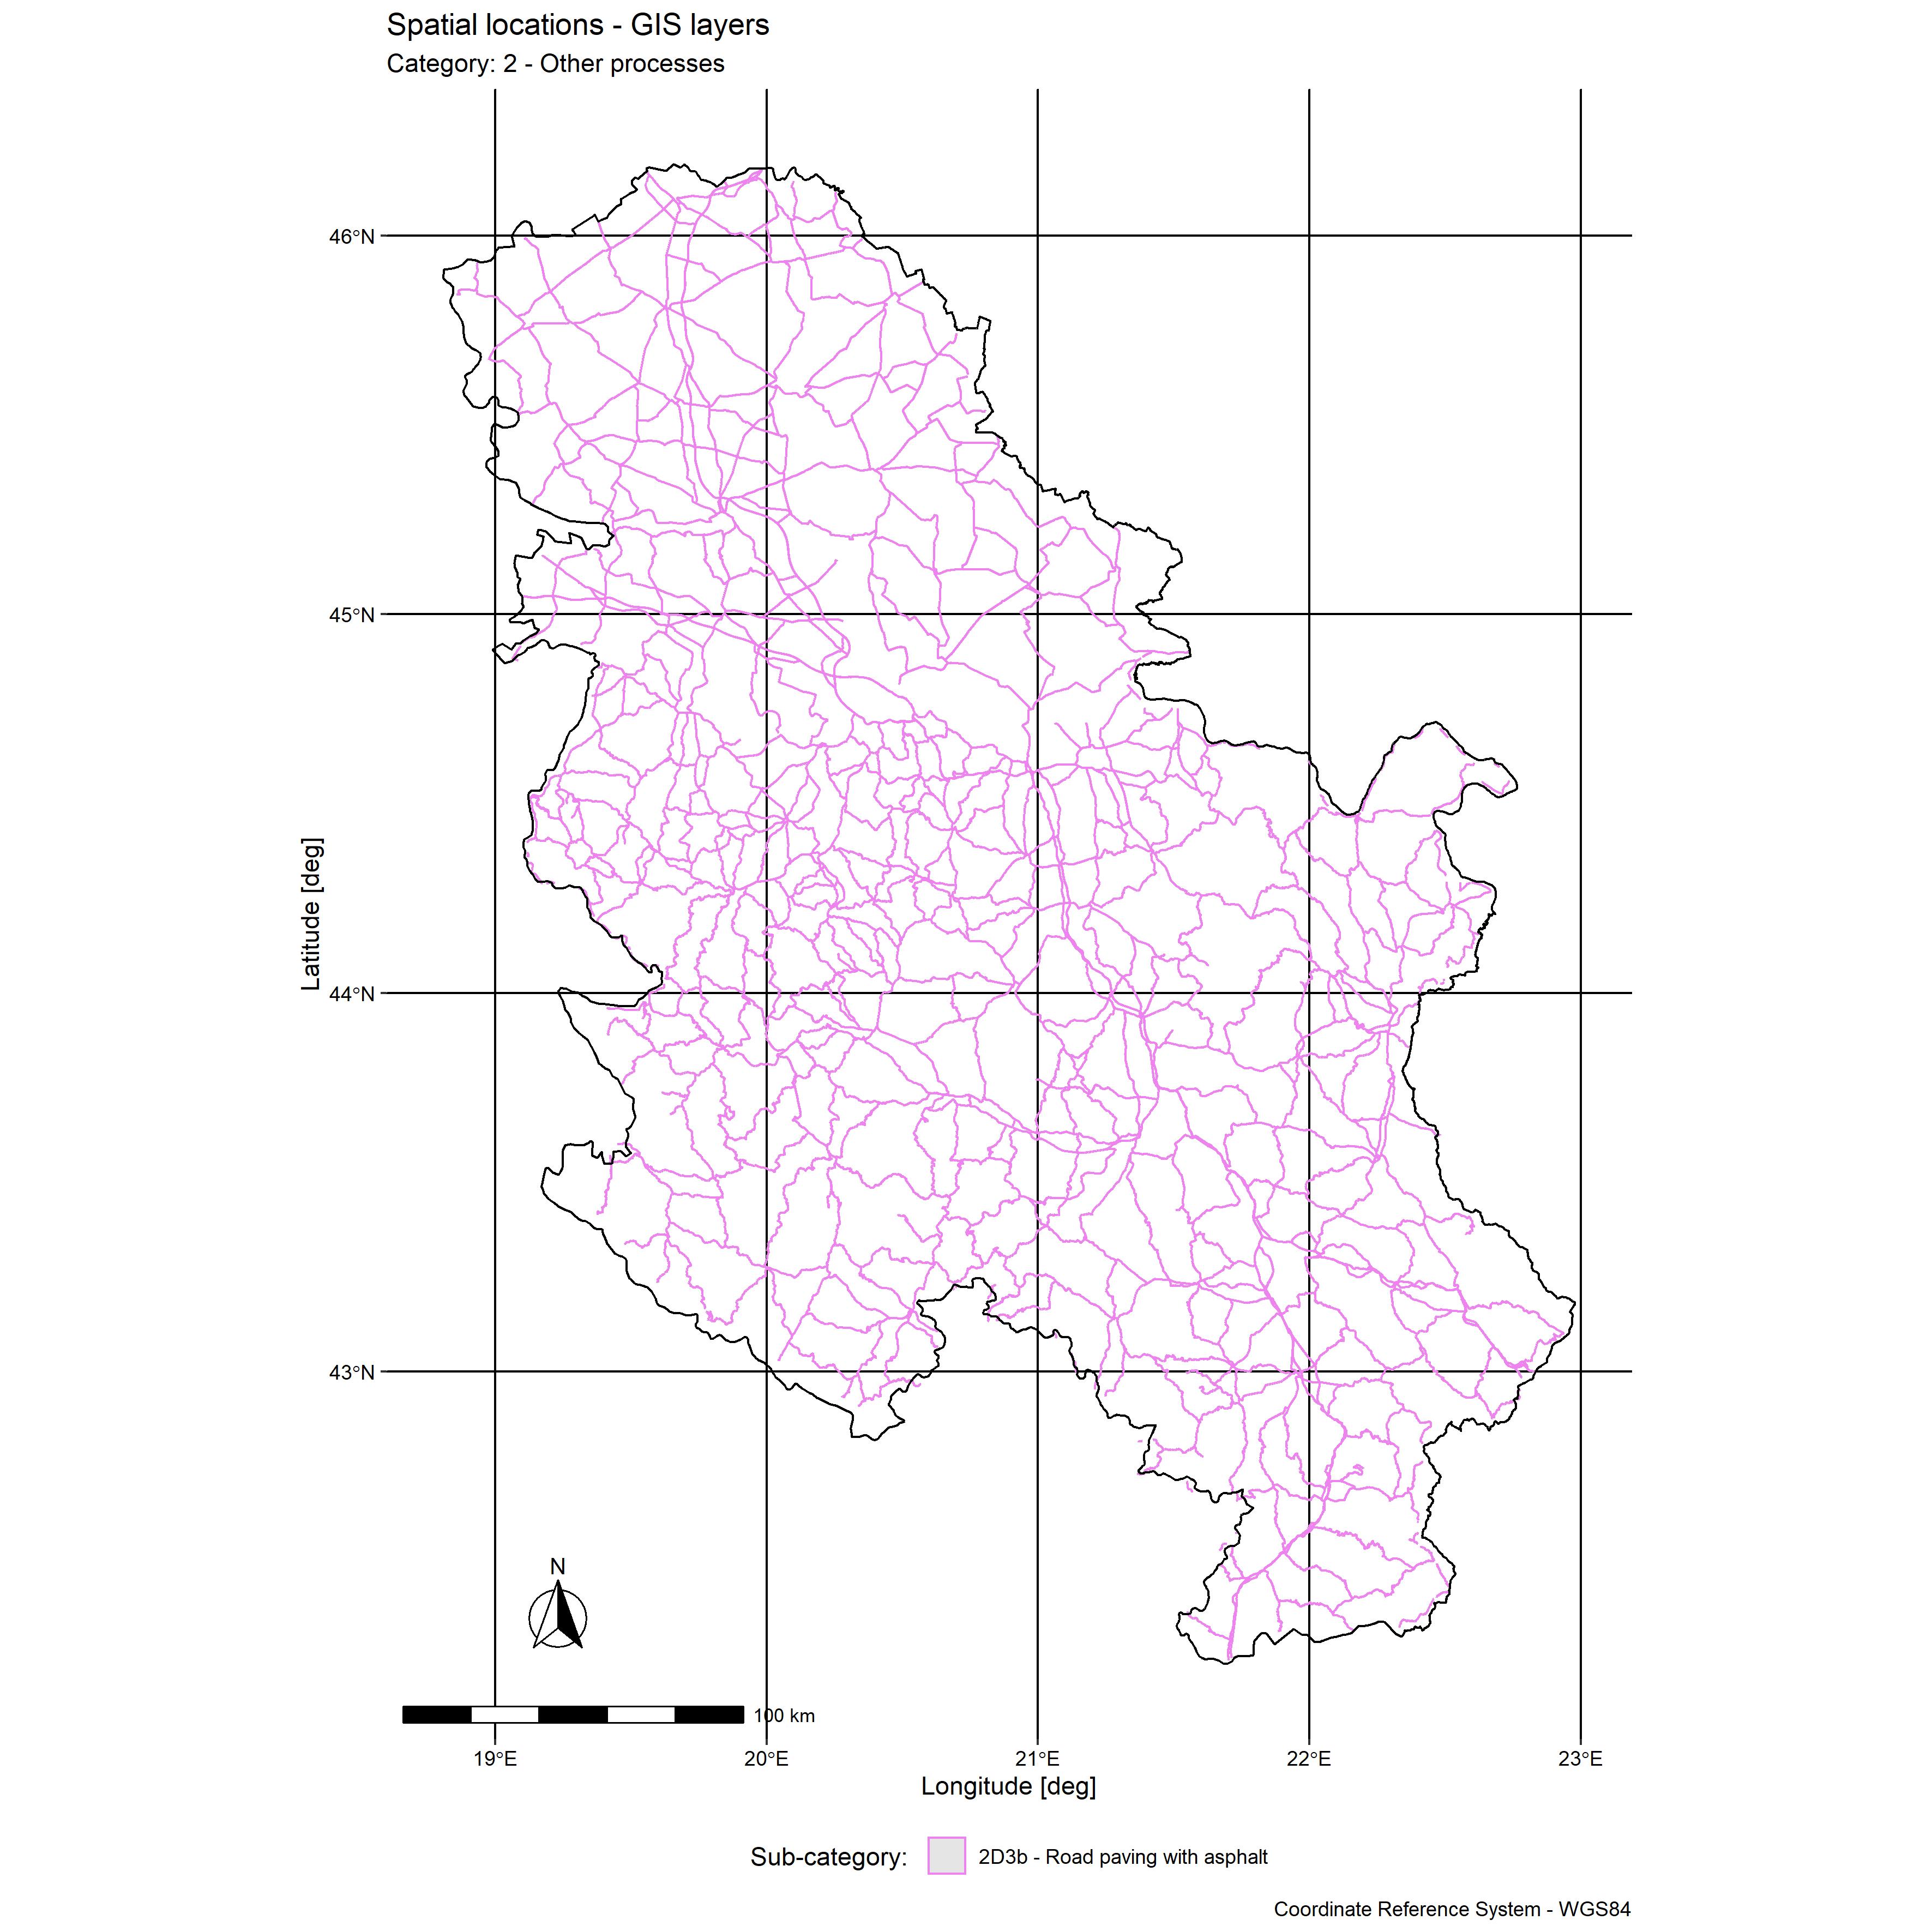 Spatial locations - GIS layers
Category: 2 - Other processes
46°N
45°N
44°N
43°N
Latitude [deg]
N
100 km
19°E 20°E 21°E 22°E 23°E
Longitude [deg]
Sub-category: 2D3b - Road paving with asphalt
Coordinate Reference System - WGS84